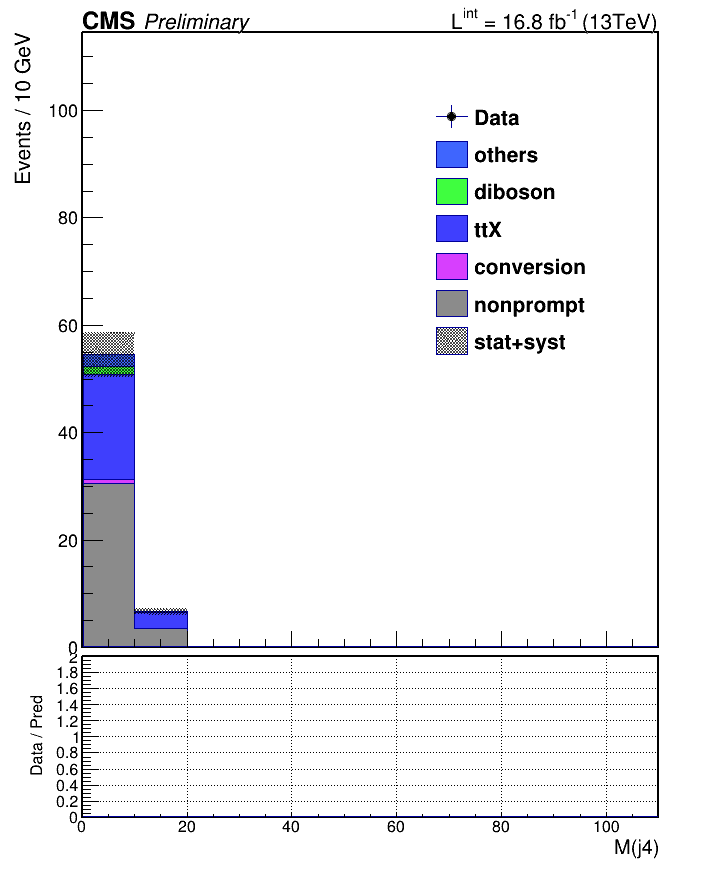 CMS Preliminary L^int = 16.8 fb^-1 (13TeV)
Events / 10 GeV
100
80
60
40
20
0
Data
others
diboson
ttX
conversion
nonprompt
stat+syst
Data / Pred
2
1.8
1.6
1.4
1.2
1
0.8
0.6
0.4
0.2
0
0 20 40 60 80 100
M(j4)